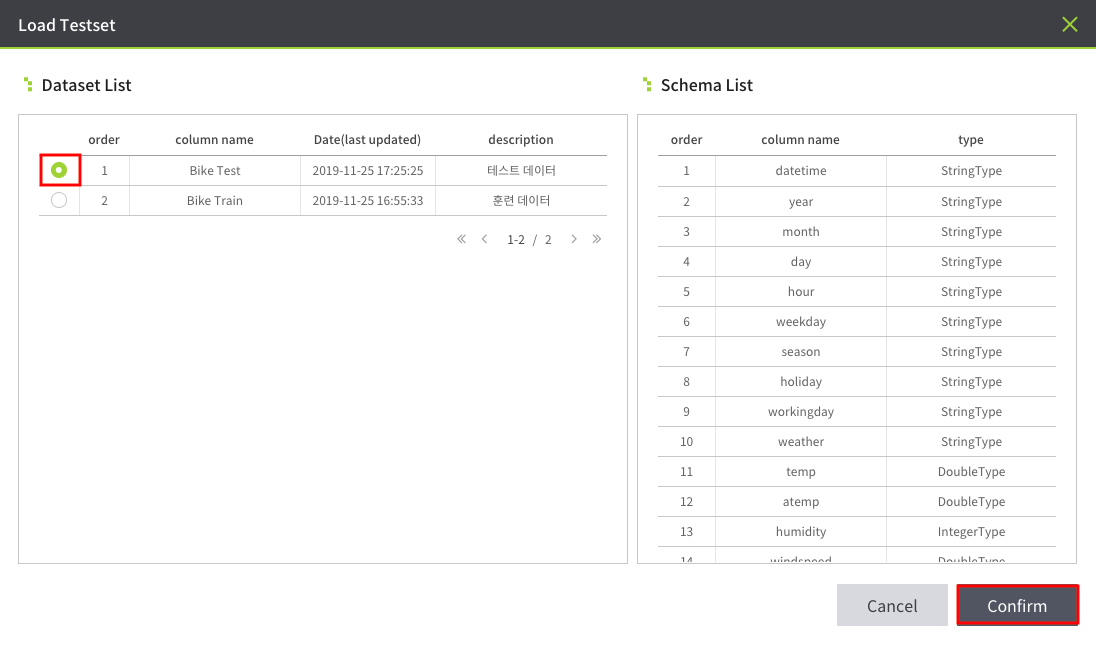 Load Testset
Dataset List
order column name Date(last updated) description
1 Bike Test 2019-11-25 17:25:25 테스트 데이터
2 Bike Train 2019-11-25 16:55:33 훈련 데이터
1-2 / 2
Schema List
order column name type
1 datetime StringType
2 year StringType
3 month StringType
4 day StringType
5 hour StringType
6 weekday StringType
7 season StringType
8 holiday StringType
9 workingday StringType
10 weather StringType
11 temp DoubleType
12 atemp DoubleType
13 humidity IntegerType
14 windspeed DoubleType
Cancel Confirm